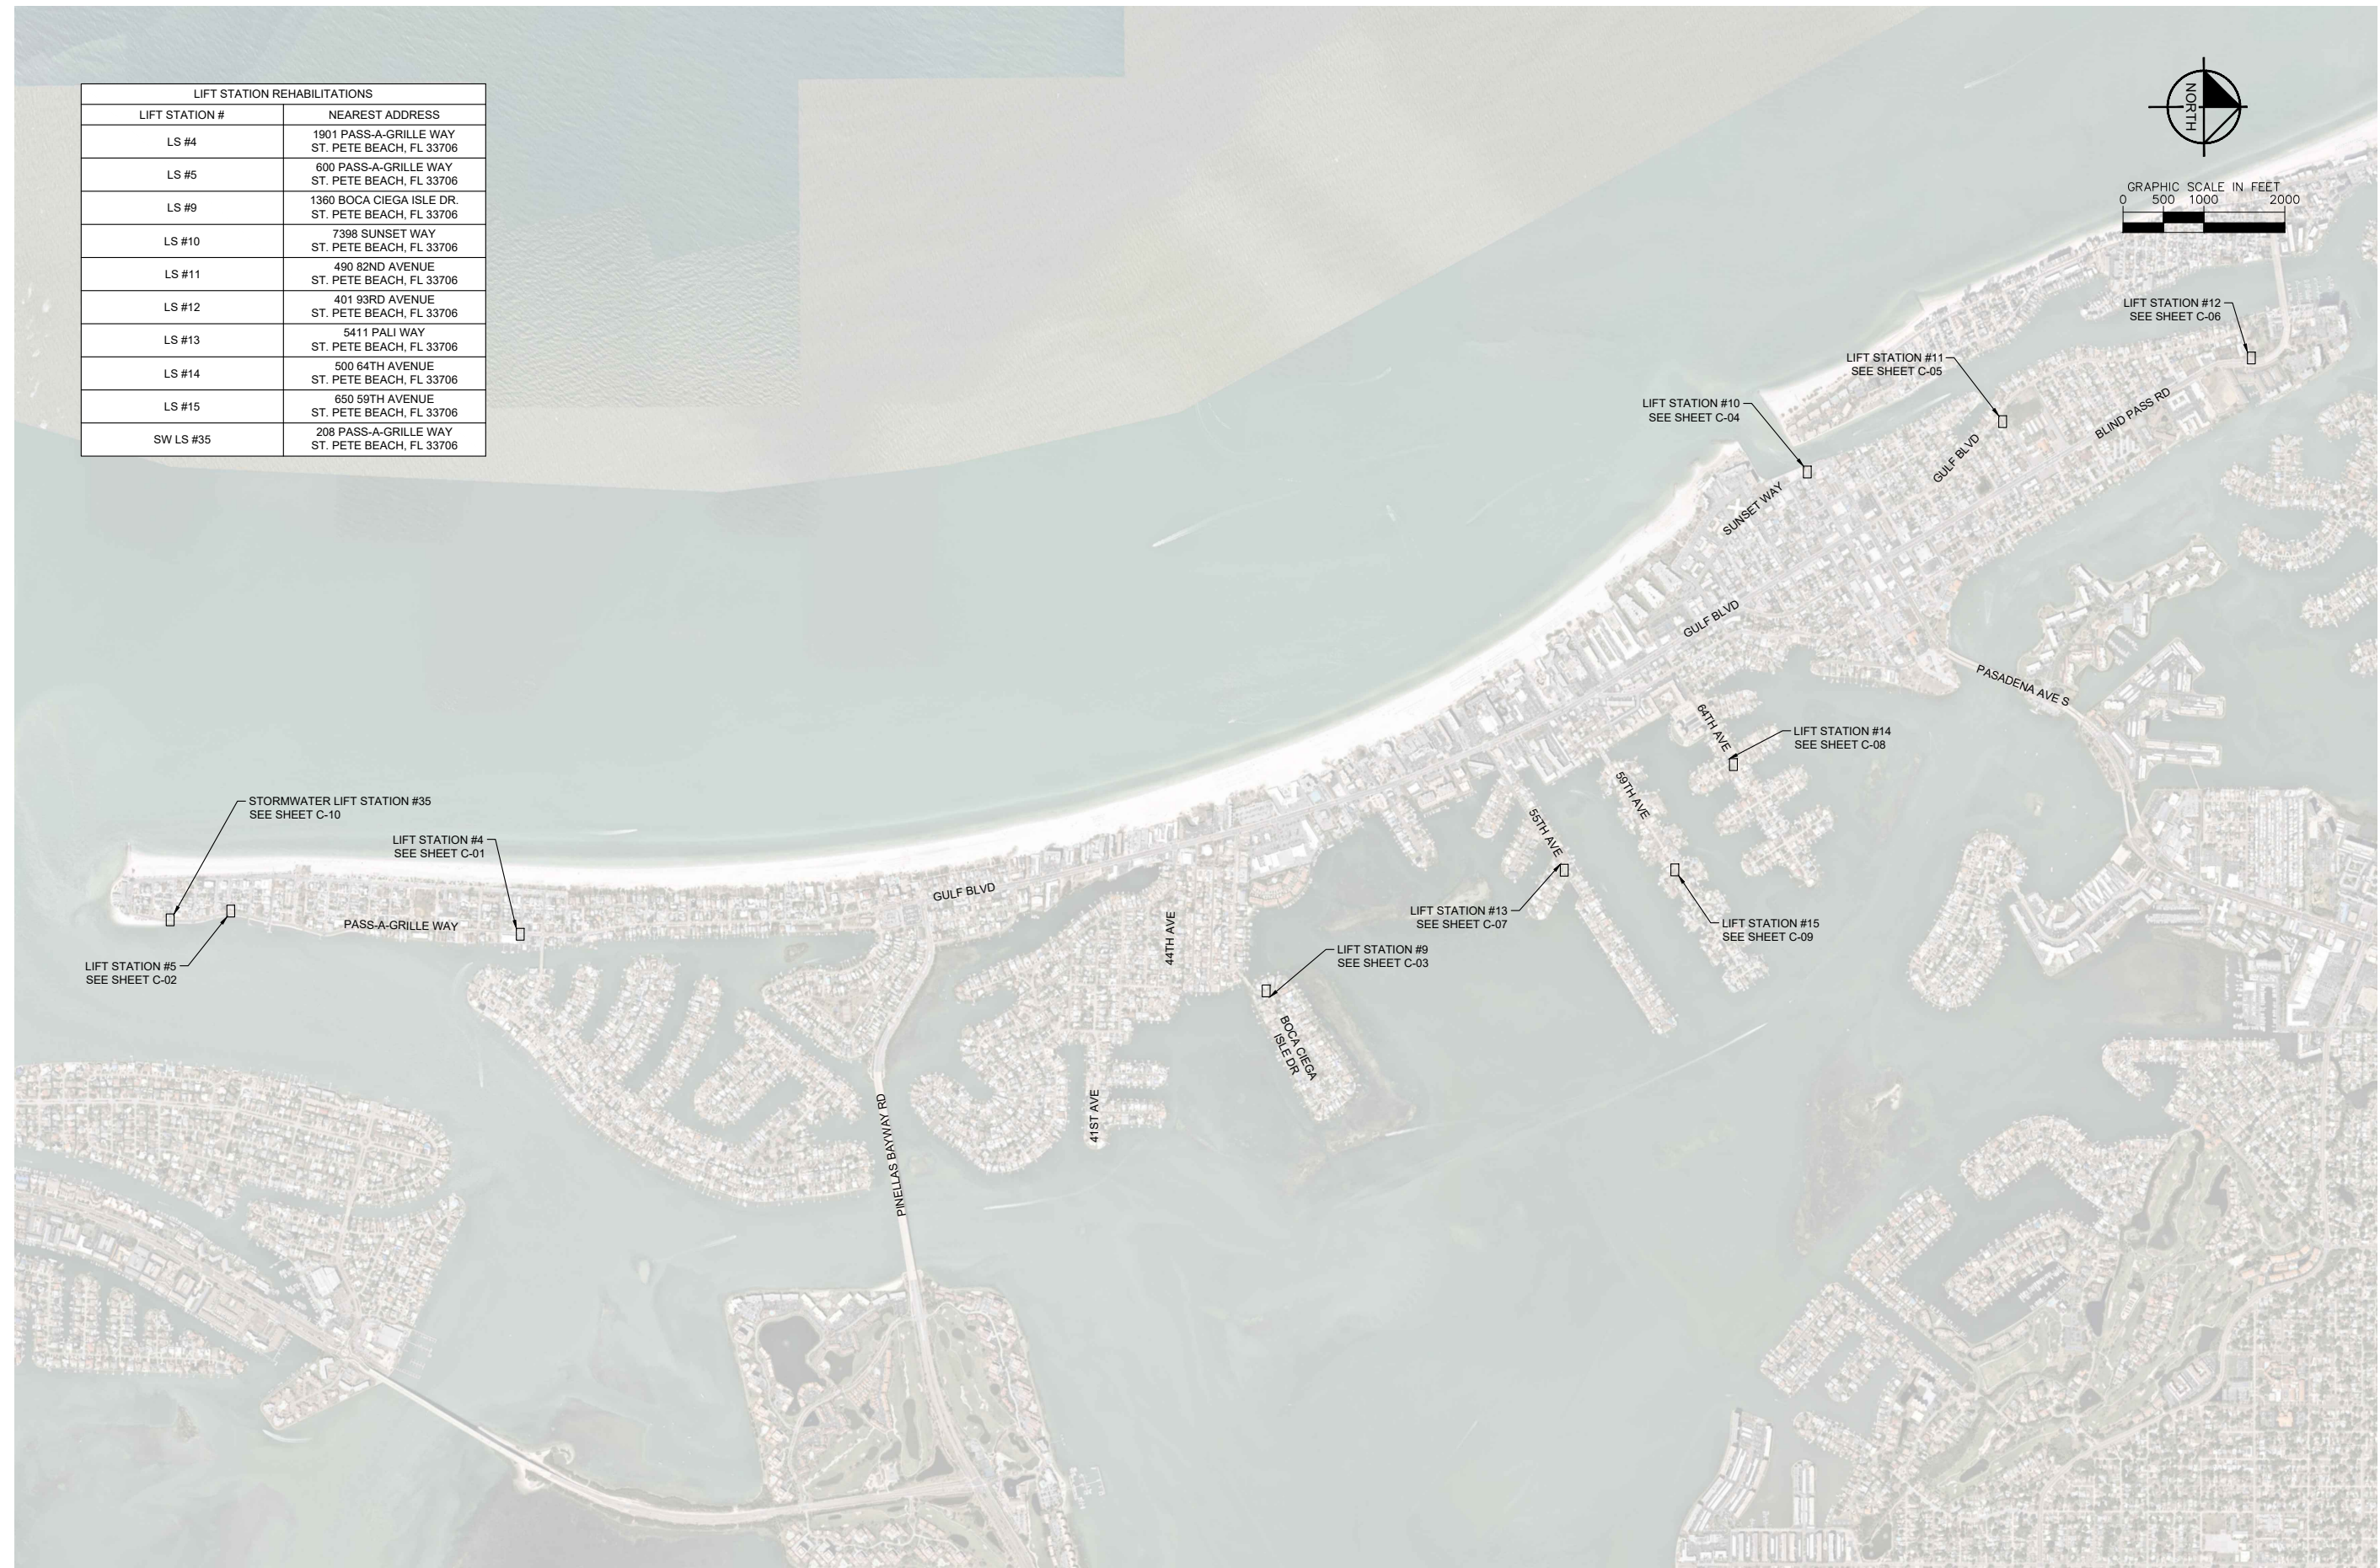 LIFT STATION REHABILITATIONS
LIFT STATION # NEAREST ADDRESS
LS #4 1901 PASS-A-GRILLE WAY
ST. PETE BEACH, FL 33706
LS #5 600 PASS-A-GRILLE WAY
ST. PETE BEACH, FL 33706
LS #9 1360 BOCA CIEGA ISLE DR.
ST. PETE BEACH, FL 33706
LS #10 7398 SUNSET WAY
ST. PETE BEACH, FL 33706
LS #11 490 82ND AVENUE
ST. PETE BEACH, FL 33706
LS #12 401 93RD AVENUE
ST. PETE BEACH, FL 33706
LS #13 5411 PALI WAY
ST. PETE BEACH, FL 33706
LS #14 500 64TH AVENUE
ST. PETE BEACH, FL 33706
LS #15 650 59TH AVENUE
ST. PETE BEACH, FL 33706
SW LS #35 208 PASS-A-GRILLE WAY
ST. PETE BEACH, FL 33706
NORTH
GRAPHIC SCALE IN FEET
0 500 1000 2000
LIFT STATION #12
SEE SHEET C-06
LIFT STATION #11
SEE SHEET C-05
LIFT STATION #10
SEE SHEET C-04
BLIND PASS RD
GULF BLVD
SUNSET WAY
GULF BLVD
PASADENA AVE S
64TH AVE
LIFT STATION #14
SEE SHEET C-08
59TH AVE
55TH AVE
STORMWATER LIFT STATION #35
SEE SHEET C-10
LIFT STATION #4
SEE SHEET C-01
GULF BLVD
PASS-A-GRILLE WAY
44TH AVE
LIFT STATION #13
SEE SHEET C-07
LIFT STATION #15
SEE SHEET C-09
LIFT STATION #9
SEE SHEET C-03
LIFT STATION #5
SEE SHEET C-02
BOCA CIEGA
ISLE DR
41ST AVE
PINELLAS BAYWAY RD